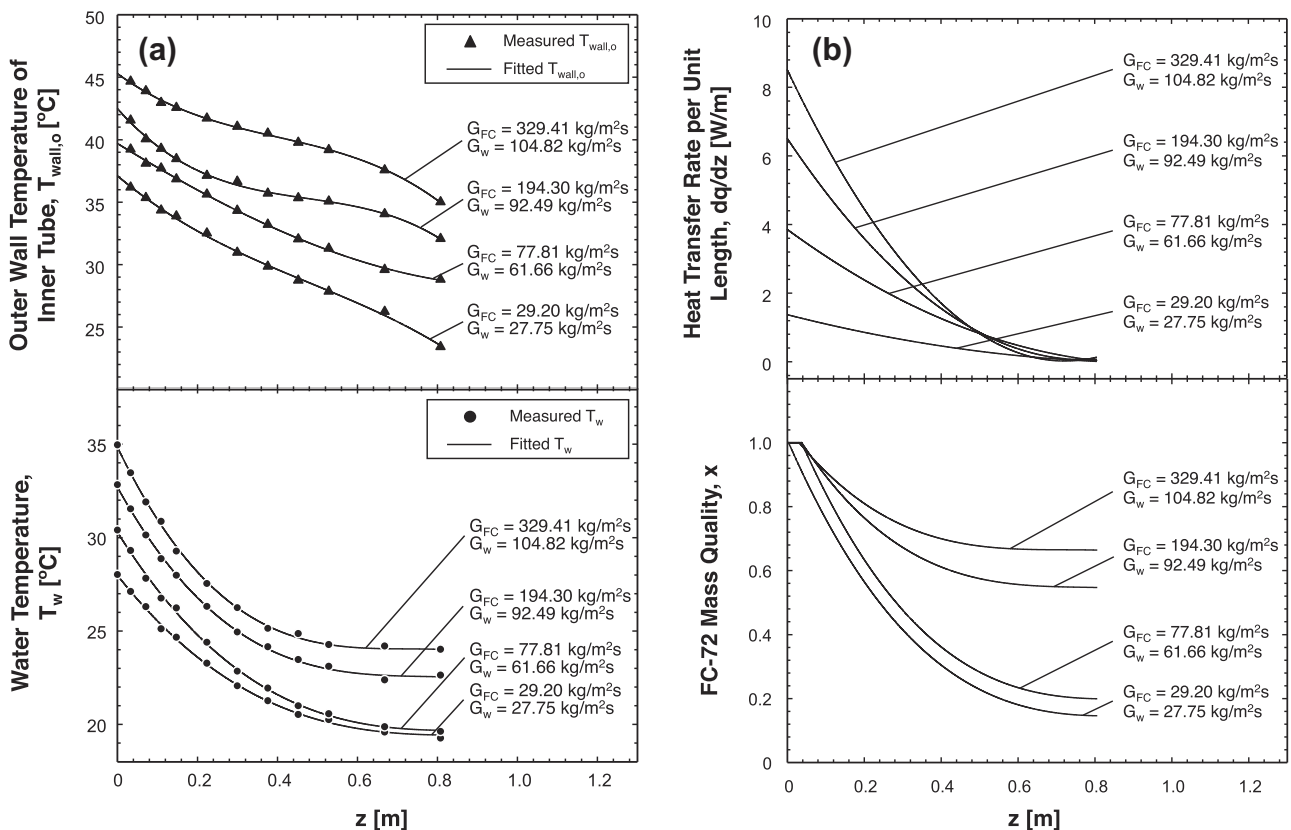 (a)
Outer Wall Temperature of
Inner Tube, T_wall,o [°C]
50
45
40
35
30
25
▲ Measured T_wall,o
Fitted T_wall,o
G_FC = 329.41 kg/m²s
G_w = 104.82 kg/m²s
G_FC = 194.30 kg/m²s
G_w = 92.49 kg/m²s
G_FC = 77.81 kg/m²s
G_w = 61.66 kg/m²s
G_FC = 29.20 kg/m²s
G_w = 27.75 kg/m²s
Water Temperature,
T_w [°C]
35
30
25
20
● Measured T_w
Fitted T_w
G_FC = 329.41 kg/m²s
G_w = 104.82 kg/m²s
G_FC = 194.30 kg/m²s
G_w = 92.49 kg/m²s
G_FC = 77.81 kg/m²s
G_w = 61.66 kg/m²s
G_FC = 29.20 kg/m²s
G_w = 27.75 kg/m²s
0 0.2 0.4 0.6 0.8 1.0 1.2
z [m]
(b)
Heat Transfer Rate per Unit
Length, dq/dz [W/m]
10
8
6
4
2
0
G_FC = 329.41 kg/m²s
G_w = 104.82 kg/m²s
G_FC = 194.30 kg/m²s
G_w = 92.49 kg/m²s
G_FC = 77.81 kg/m²s
G_w = 61.66 kg/m²s
G_FC = 29.20 kg/m²s
G_w = 27.75 kg/m²s
FC-72 Mass Quality, x
1.0
0.8
0.6
0.4
0.2
0
G_FC = 329.41 kg/m²s
G_w = 104.82 kg/m²s
G_FC = 194.30 kg/m²s
G_w = 92.49 kg/m²s
G_FC = 77.81 kg/m²s
G_w = 61.66 kg/m²s
G_FC = 29.20 kg/m²s
G_w = 27.75 kg/m²s
0 0.2 0.4 0.6 0.8 1.0 1.2
z [m]